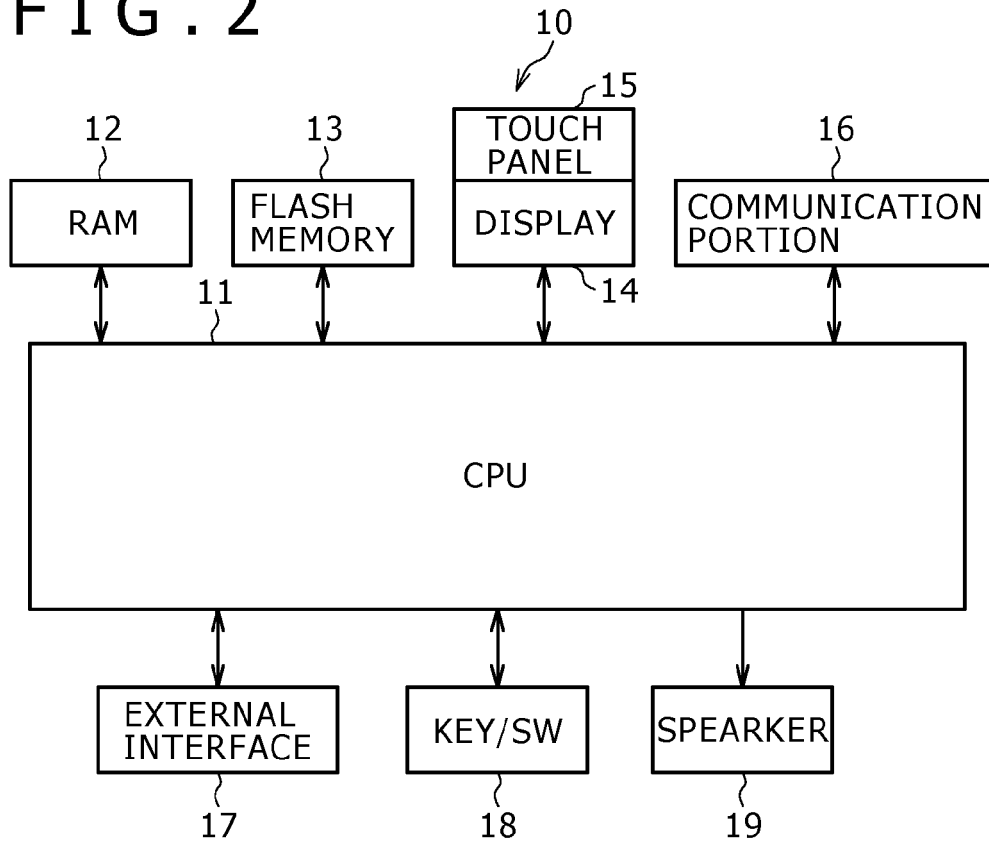 FIG.2
10
15
12
13
16
TOUCH
PANEL
RAM
FLASH
MEMORY
DISPLAY
COMMUNICATION
PORTION
11
14
CPU
EXTERNAL
INTERFACE
KEY/SW
SPEARKER
17
18
19